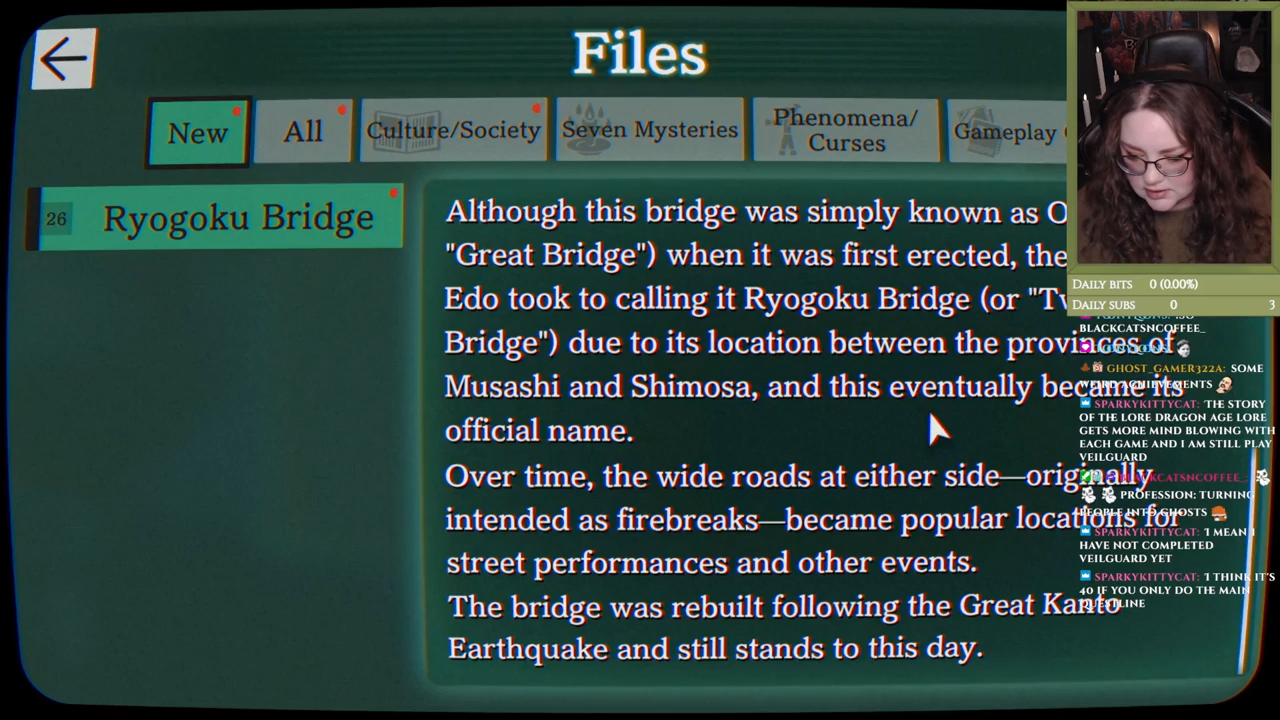 Files
New
All
Culture/Society
Seven Mysteries
Phenomena/
Curses
Gameplay
26
Ryogoku Bridge
Although this bridge was simply known as
"Great Bridge") when it was first erected, the
Edo took to calling it Ryogoku Bridge (or
Bridge") due to its location between the provinces of
Musashi and Shimosa, and this eventually became its
official name.
Over time, the wide roads at either side—originally
intended as firebreaks—became popular locations for
street performances and other events.
The bridge was rebuilt following the Great Kanto
Earthquake and still stands to this day.
DAILY BITS 0 (0.00%)
DAILY SUBS 0 3
BLACKCATSNCOFFEE_
GHOST_GAMER322A: SOME
WEIRD ACHIEVEMENTS
SPARKYKITTYCAT: THE STORY
OF THE LORE DRAGON AGE LORE
GETS MORE MIND BLOWING WITH
EACH GAME AND I AM STILL PLAY
VEILGUARD
BLACKCATSNCOFFEE_:
PROFESSION: TURNING
PEOPLE INTO GHOSTS
SPARKYKITTYCAT: I MEAN I
HAVE NOT COMPLETED
VEILGUARD YET
SPARKYKITTYCAT: I THINK IT'S
40 IF YOU ONLY DO THE MAIN
QUESTLINE